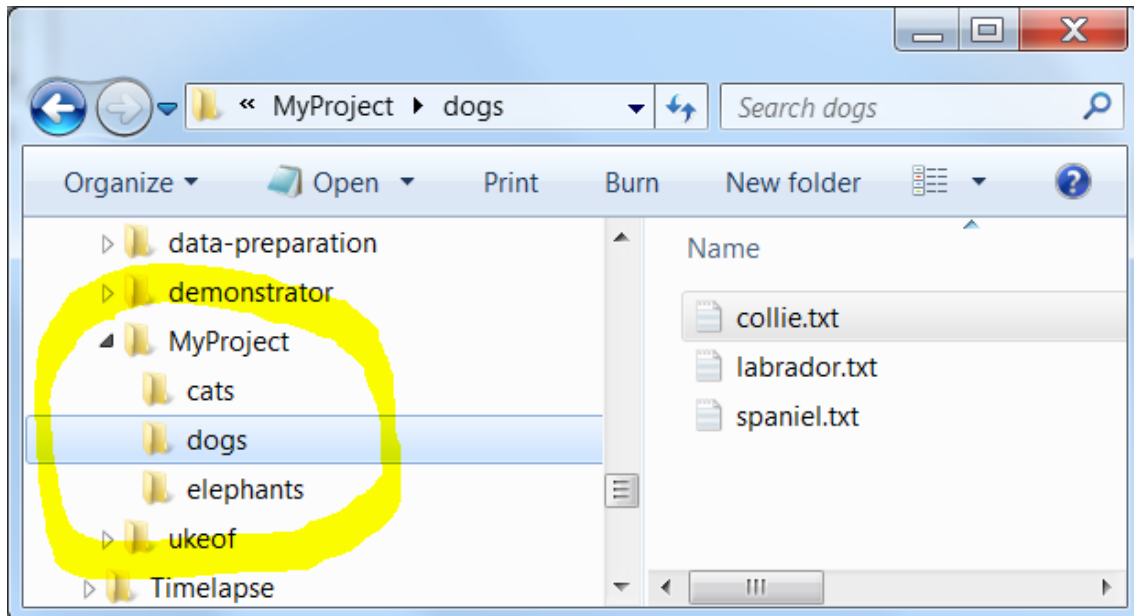 « MyProject dogs
Search dogs
Organize Open Print Burn New folder
data-preparation
demonstrator
MyProject
cats
dogs
elephants
ukeof
Timelapse
Name
collie.txt
labrador.txt
spaniel.txt